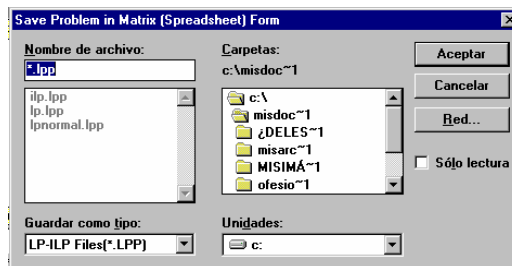 Save Problem in Matrix (Spreadsheet) Form
Nombre de archivo:
*.lpp
ilp.lpp
lp.lpp
lpnormal.lpp
Guardar como tipo:
LP-ILP Files(*.LPP)
Carpetas:
c:\misdoc~1
c:\
misdoc~1
¿DELES~1
misarc~1
MISIMÁ~1
ofesio~1
Unidades:
c:
Aceptar
Cancelar
Red...
Sólo lectura